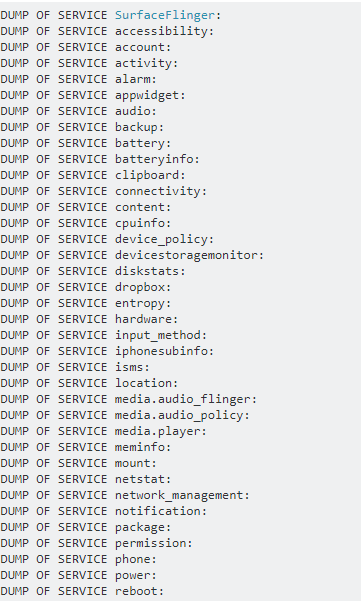 DUMP OF SERVICE SurfaceFlinger:
DUMP OF SERVICE accessibility:
DUMP OF SERVICE account:
DUMP OF SERVICE activity:
DUMP OF SERVICE alarm:
DUMP OF SERVICE appwidget:
DUMP OF SERVICE audio:
DUMP OF SERVICE backup:
DUMP OF SERVICE battery:
DUMP OF SERVICE batteryinfo:
DUMP OF SERVICE clipboard:
DUMP OF SERVICE connectivity:
DUMP OF SERVICE content:
DUMP OF SERVICE cpuinfo:
DUMP OF SERVICE device_policy:
DUMP OF SERVICE devicestoragemonitor:
DUMP OF SERVICE diskstats:
DUMP OF SERVICE dropbox:
DUMP OF SERVICE entropy:
DUMP OF SERVICE hardware:
DUMP OF SERVICE input_method:
DUMP OF SERVICE iphonesubinfo:
DUMP OF SERVICE isms:
DUMP OF SERVICE location:
DUMP OF SERVICE media.audio_flinger:
DUMP OF SERVICE media.audio_policy:
DUMP OF SERVICE media.player:
DUMP OF SERVICE meminfo:
DUMP OF SERVICE mount:
DUMP OF SERVICE netstat:
DUMP OF SERVICE network_management:
DUMP OF SERVICE notification:
DUMP OF SERVICE package:
DUMP OF SERVICE permission:
DUMP OF SERVICE phone:
DUMP OF SERVICE power:
DUMP OF SERVICE reboot: